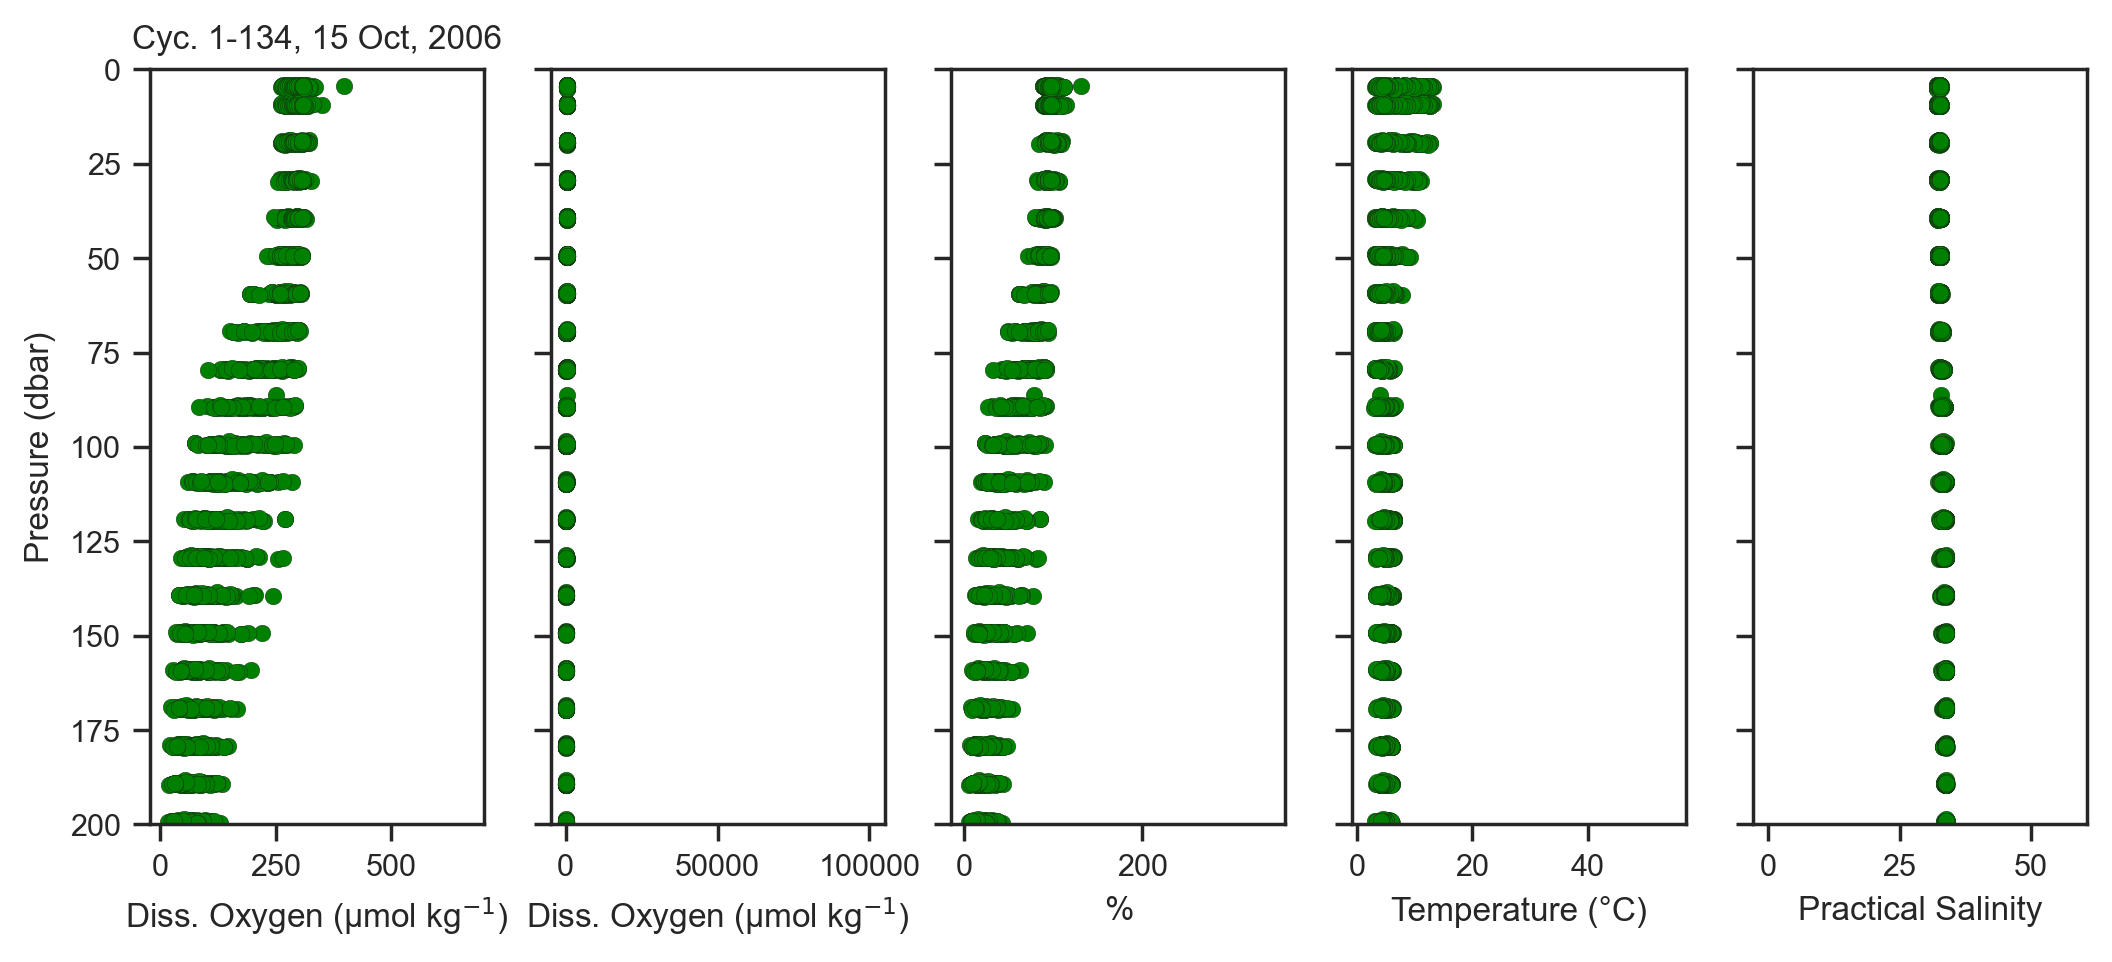 Cyc. 1-134, 15 Oct, 2006
Pressure (dbar)
0
25
50
75
100
125
150
175
200
0 250 500
0 50000 100000
0 200
0 20 40
0 25 50
Diss. Oxygen (µmol kg⁻¹)
Diss. Oxygen (µmol kg⁻¹)
%
Temperature (°C)
Practical Salinity